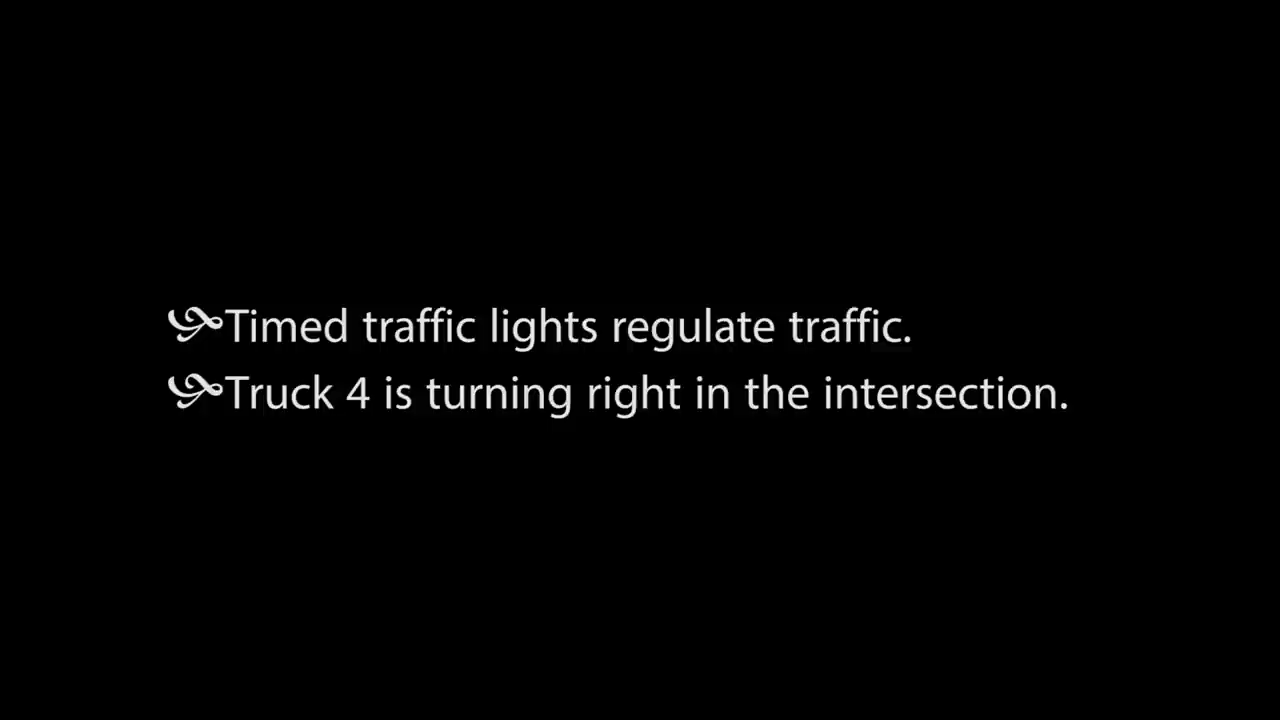 Timed traffic lights regulate traffic.
Truck 4 is turning right in the intersection.